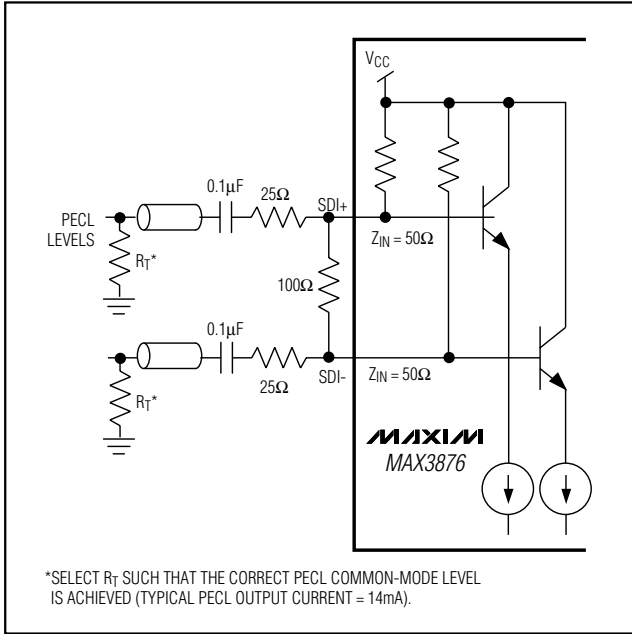 VCC
0.1µF
25Ω
SDI+
PECL
LEVELS
ZIN = 50Ω
RT*
100Ω
0.1µF
25Ω
SDI-
ZIN = 50Ω
RT*
MAXIM
MAX3876
*SELECT RT SUCH THAT THE CORRECT PECL COMMON-MODE LEVEL
IS ACHIEVED (TYPICAL PECL OUTPUT CURRENT = 14mA).